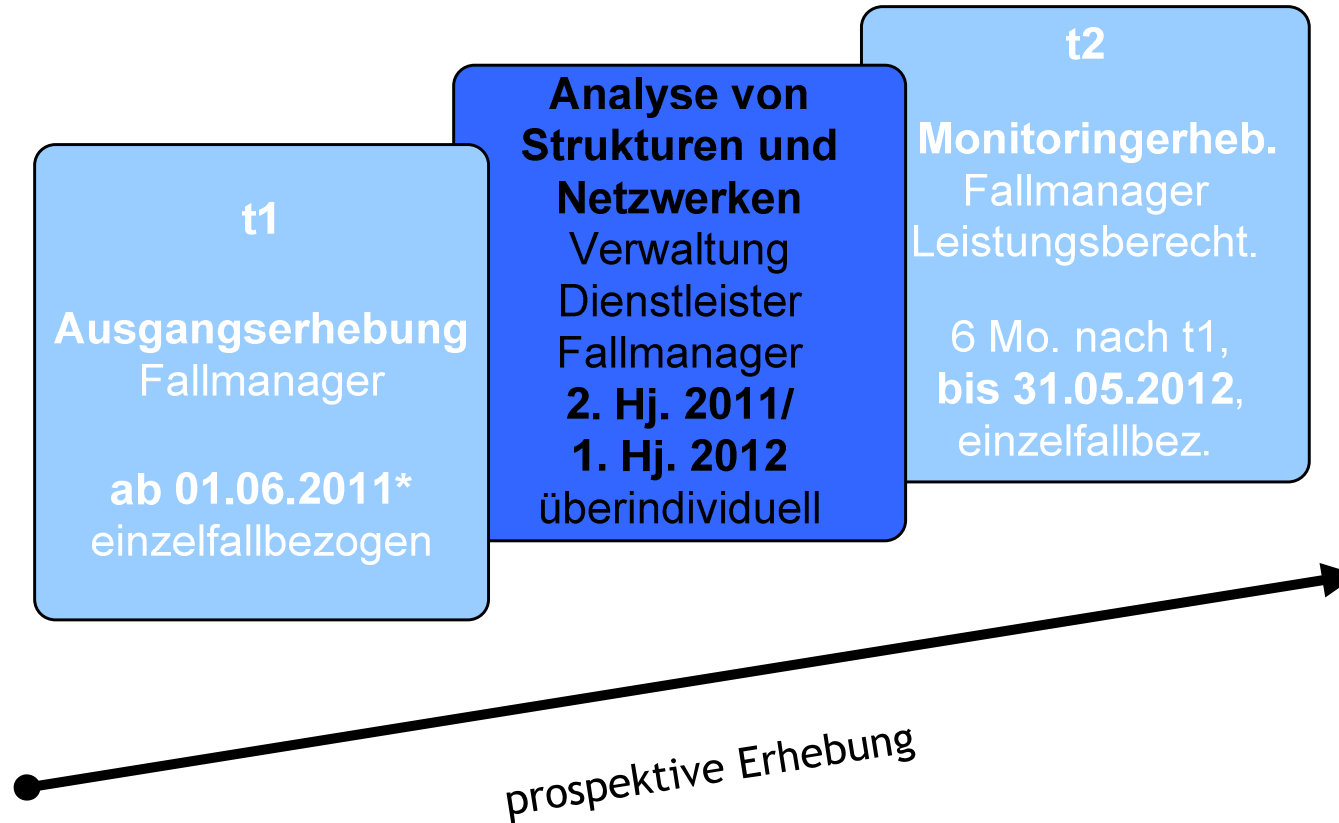 t1
Ausgangserhebung
Fallmanager
ab 01.06.2011*
einzelfallbezogen
Analyse von
Strukturen und
Netzwerken
Verwaltung
Dienstleister
Fallmanager
2. Hj. 2011/
1. Hj. 2012
überindividuell
t2
Monitoringerheb.
Fallmanager
Leistungsberecht.
6 Mo. nach t1,
bis 31.05.2012,
einzelfallbez.
prospektive Erhebung